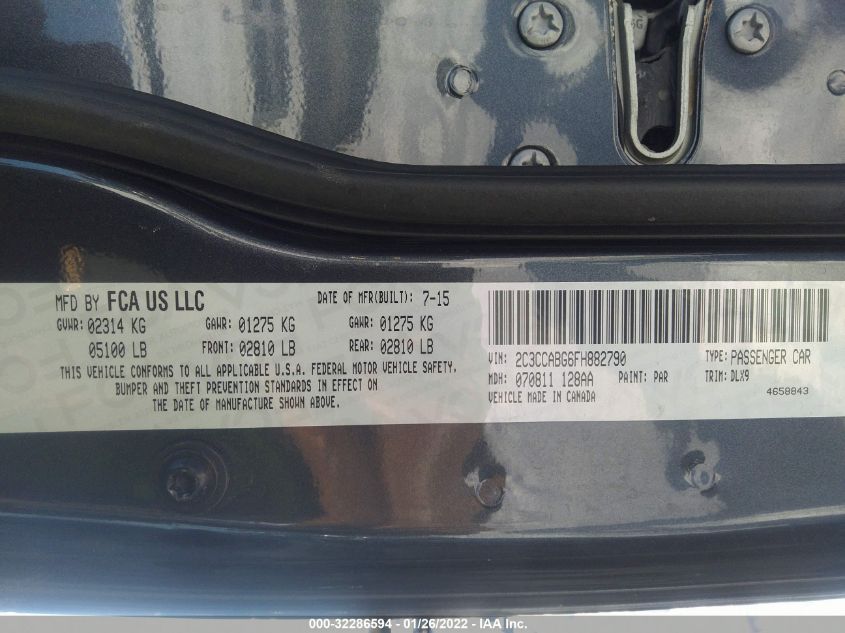 MFD BY FCA US LLC
DATE OF MFR(BUILT): 7-15
GVWR: 02314 KG GAWR: 01275 KG GAWR: 01275 KG
05100 LB FRONT: 02810 LB REAR: 02810 LB
THIS VEHICLE CONFORMS TO ALL APPLICABLE U.S.A. FEDERAL MOTOR VEHICLE SAFETY,
BUMPER AND THEFT PREVENTION STANDARDS IN EFFECT ON
THE DATE OF MANUFACTURE SHOWN ABOVE.
VIN: 2C3CCABG6FH882790 TYPE: PASSENGER CAR
MDH: 070811 128AA PAINT: PAR TRIM: DLX9
VEHICLE MADE IN CANADA 4658843
000-32286594 - 01/26/2022 - IAA Inc.